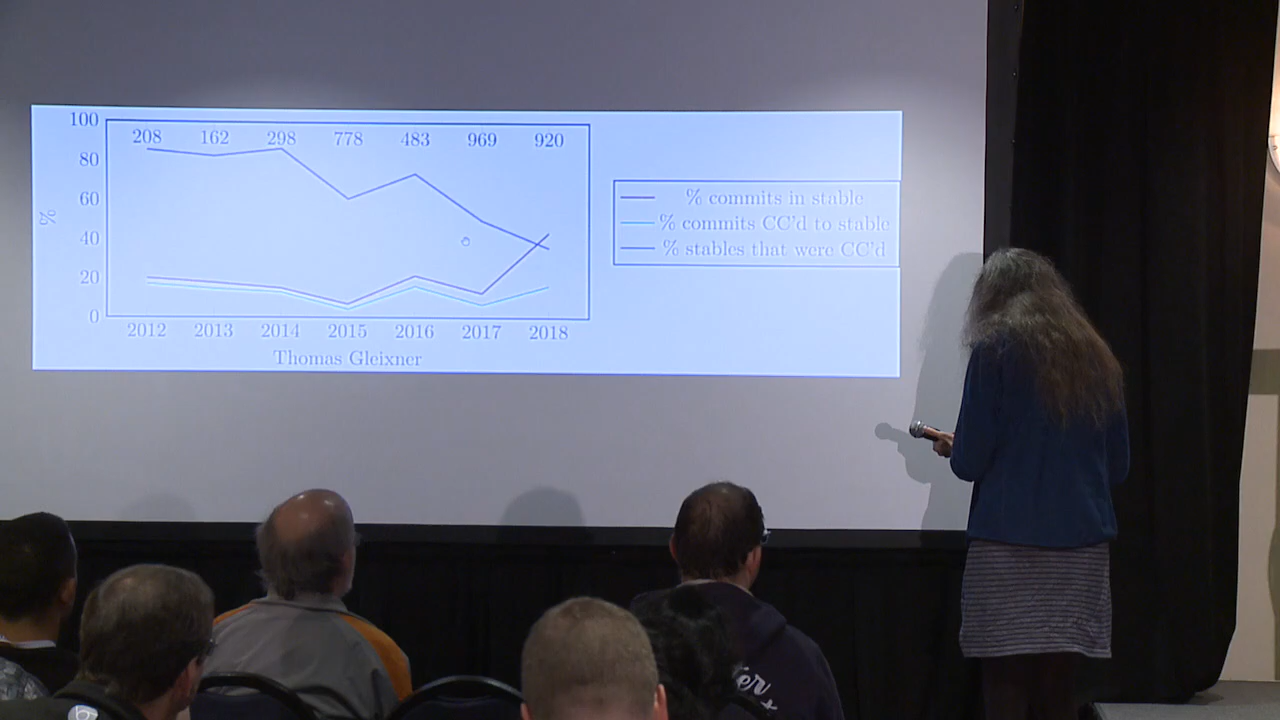 100
208 162 298 778 483 969 920
80
60
40
20
0
%
2012 2013 2014 2015 2016 2017 2018
Thomas Gleixner
% commits in stable
% commits CC'd to stable
% stables that were CC'd